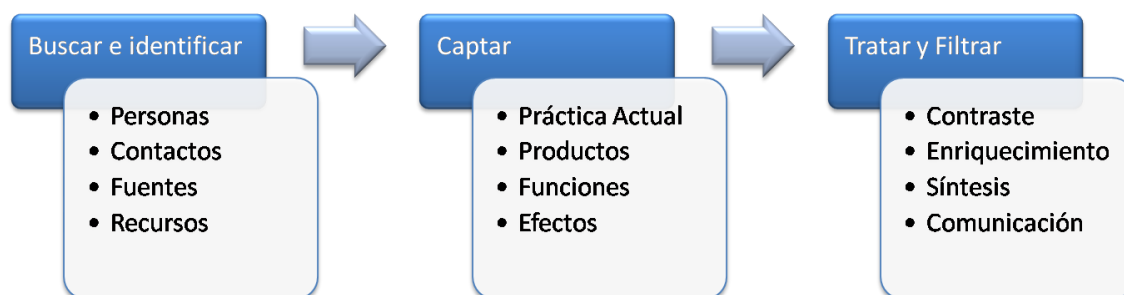 Buscar e identificar
• Personas
• Contactos
• Fuentes
• Recursos
Captar
• Práctica Actual
• Productos
• Funciones
• Efectos
Tratar y Filtrar
• Contraste
• Enriquecimiento
• Síntesis
• Comunicación